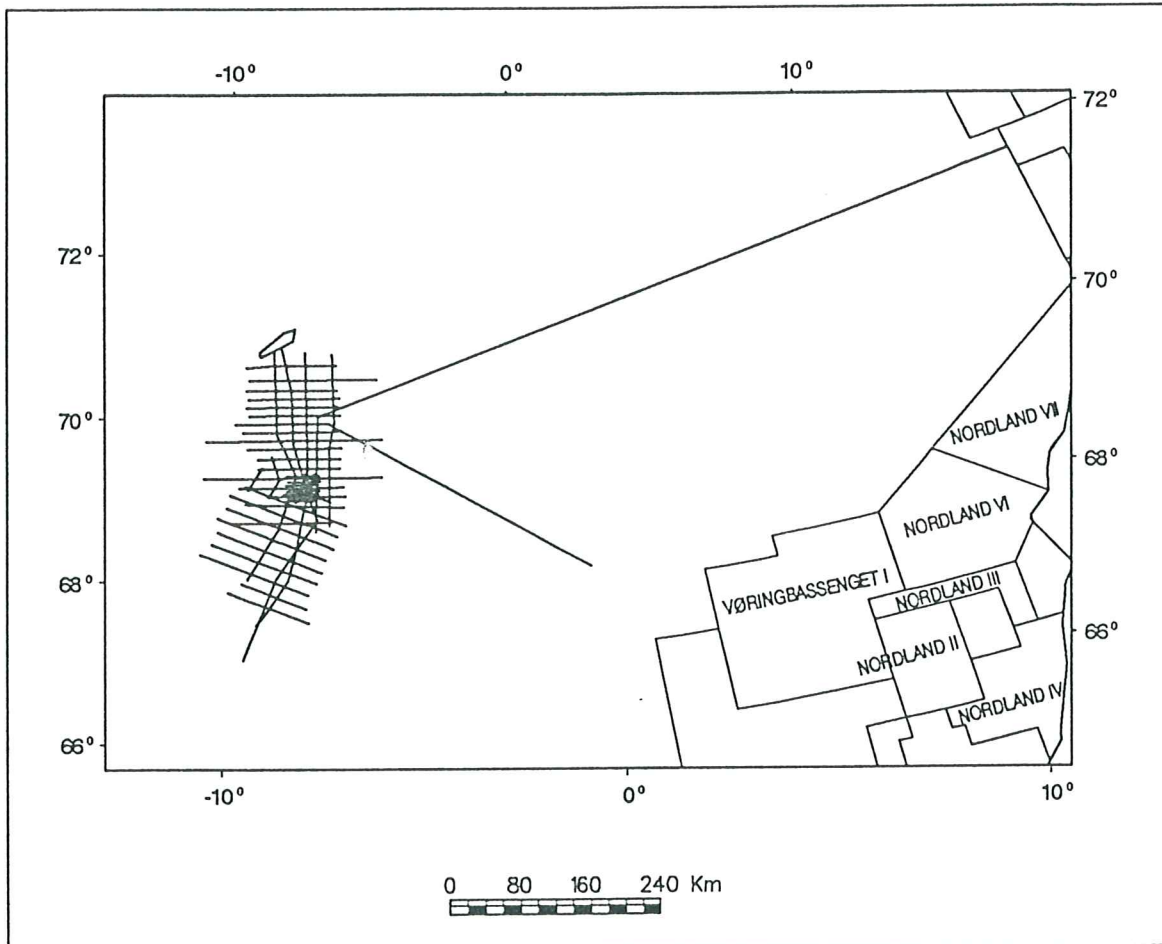 -10° 0° 10°
72°
72°
70°
70°
NORDLAND VII
68°
NORDLAND VI
68°
VØRINGBASSENGET I
NORDLAND III
66°
NORDLAND II
NORDLAND IV
66°
-10° 0° 10°
0 80 160 240 Km